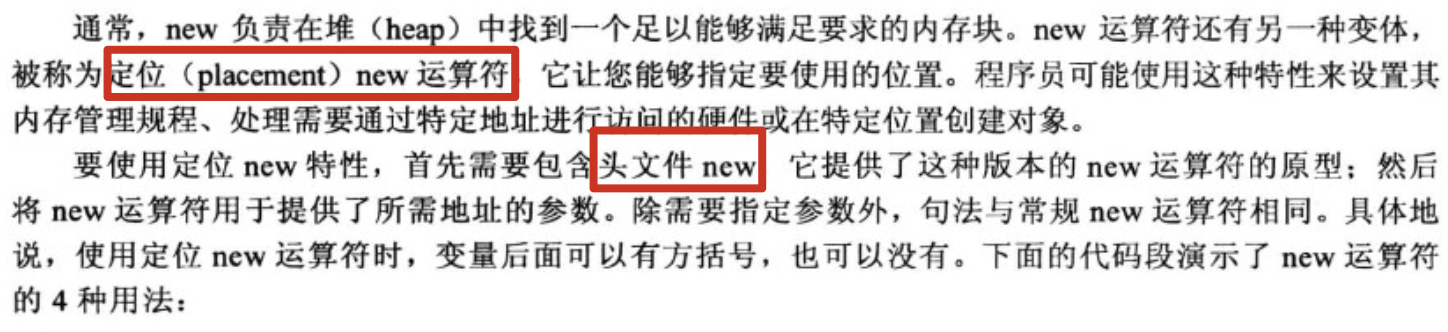 通常，new 负责在堆（heap）中找到一个足以能够满足要求的内存块。new 运算符还有另一种变体，
被称为定位（placement）new 运算符 它让您能够指定要使用的位置。程序员可能使用这种特性来设置其
内存管理规程、处理需要通过特定地址进行访问的硬件或在特定位置创建对象。
要使用定位 new 特性，首先需要包含头文件 new 它提供了这种版本的 new 运算符的原型；然后
将 new 运算符用于提供了所需地址的参数。除需要指定参数外，句法与常规 new 运算符相同。具体地
说，使用定位 new 运算符时，变量后面可以有方括号，也可以没有。下面的代码段演示了 new 运算符
的 4 种用法：